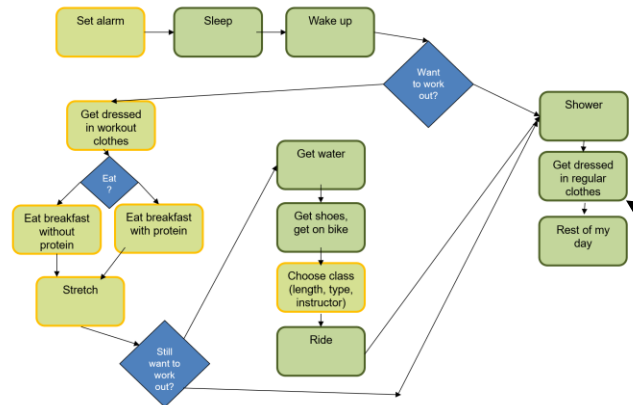 Set alarm
Sleep
Wake up
Want
to work
out?
Get dressed
in workout
clothes
Eat
?
Eat breakfast
without
protein
Eat breakfast
with protein
Stretch
Still
want to
work
out?
Get water
Get shoes,
get on bike
Choose class
(length, type,
instructor)
Ride
Shower
Get dressed
in regular
clothes
Rest of my
day